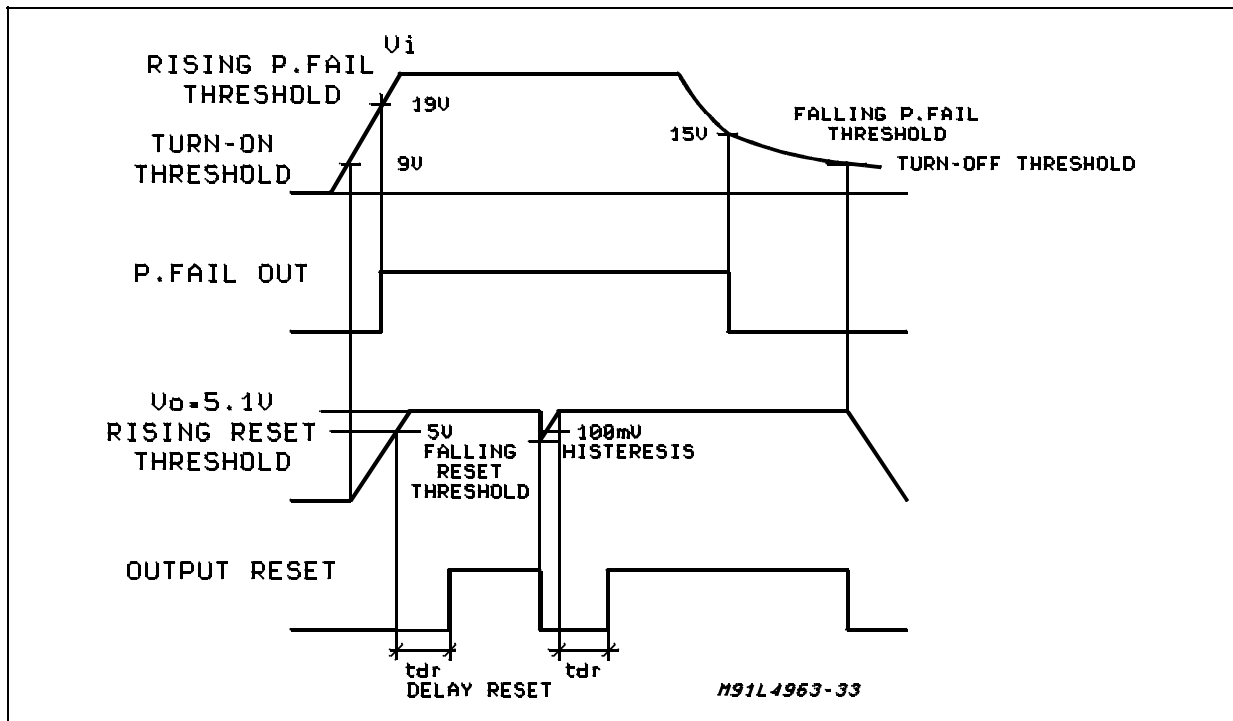 Vi
RISING P.FAIL
THRESHOLD
19V
TURN-ON
THRESHOLD
9V
15V
FALLING P.FAIL
THRESHOLD
TURN-OFF THRESHOLD
P.FAIL OUT
Vo=5.1V
RISING RESET
THRESHOLD
5V
FALLING
RESET
THRESHOLD
100mV
HISTERESIS
OUTPUT RESET
tdr
tdr
DELAY RESET
M91L4963-33